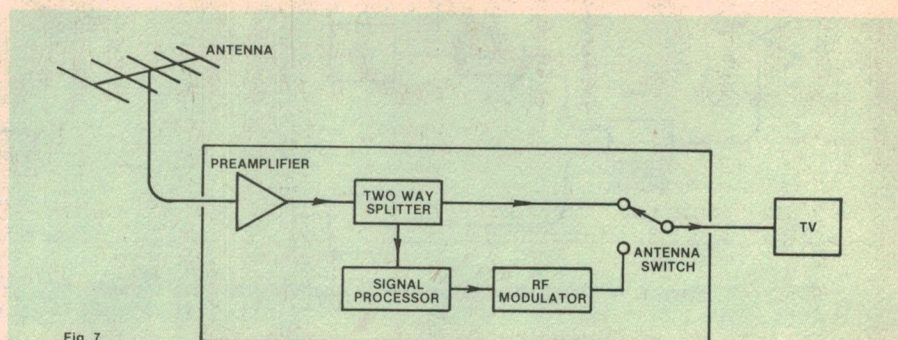 ANTENNA
PREAMPLIFIER
TWO WAY
SPLITTER
TV
ANTENNA
SWITCH
SIGNAL
PROCESSOR
RF
MODULATOR
Fig. 7